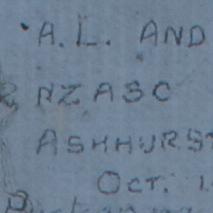 A. L. AND
NZASC
ASHHURST
OCT. 1